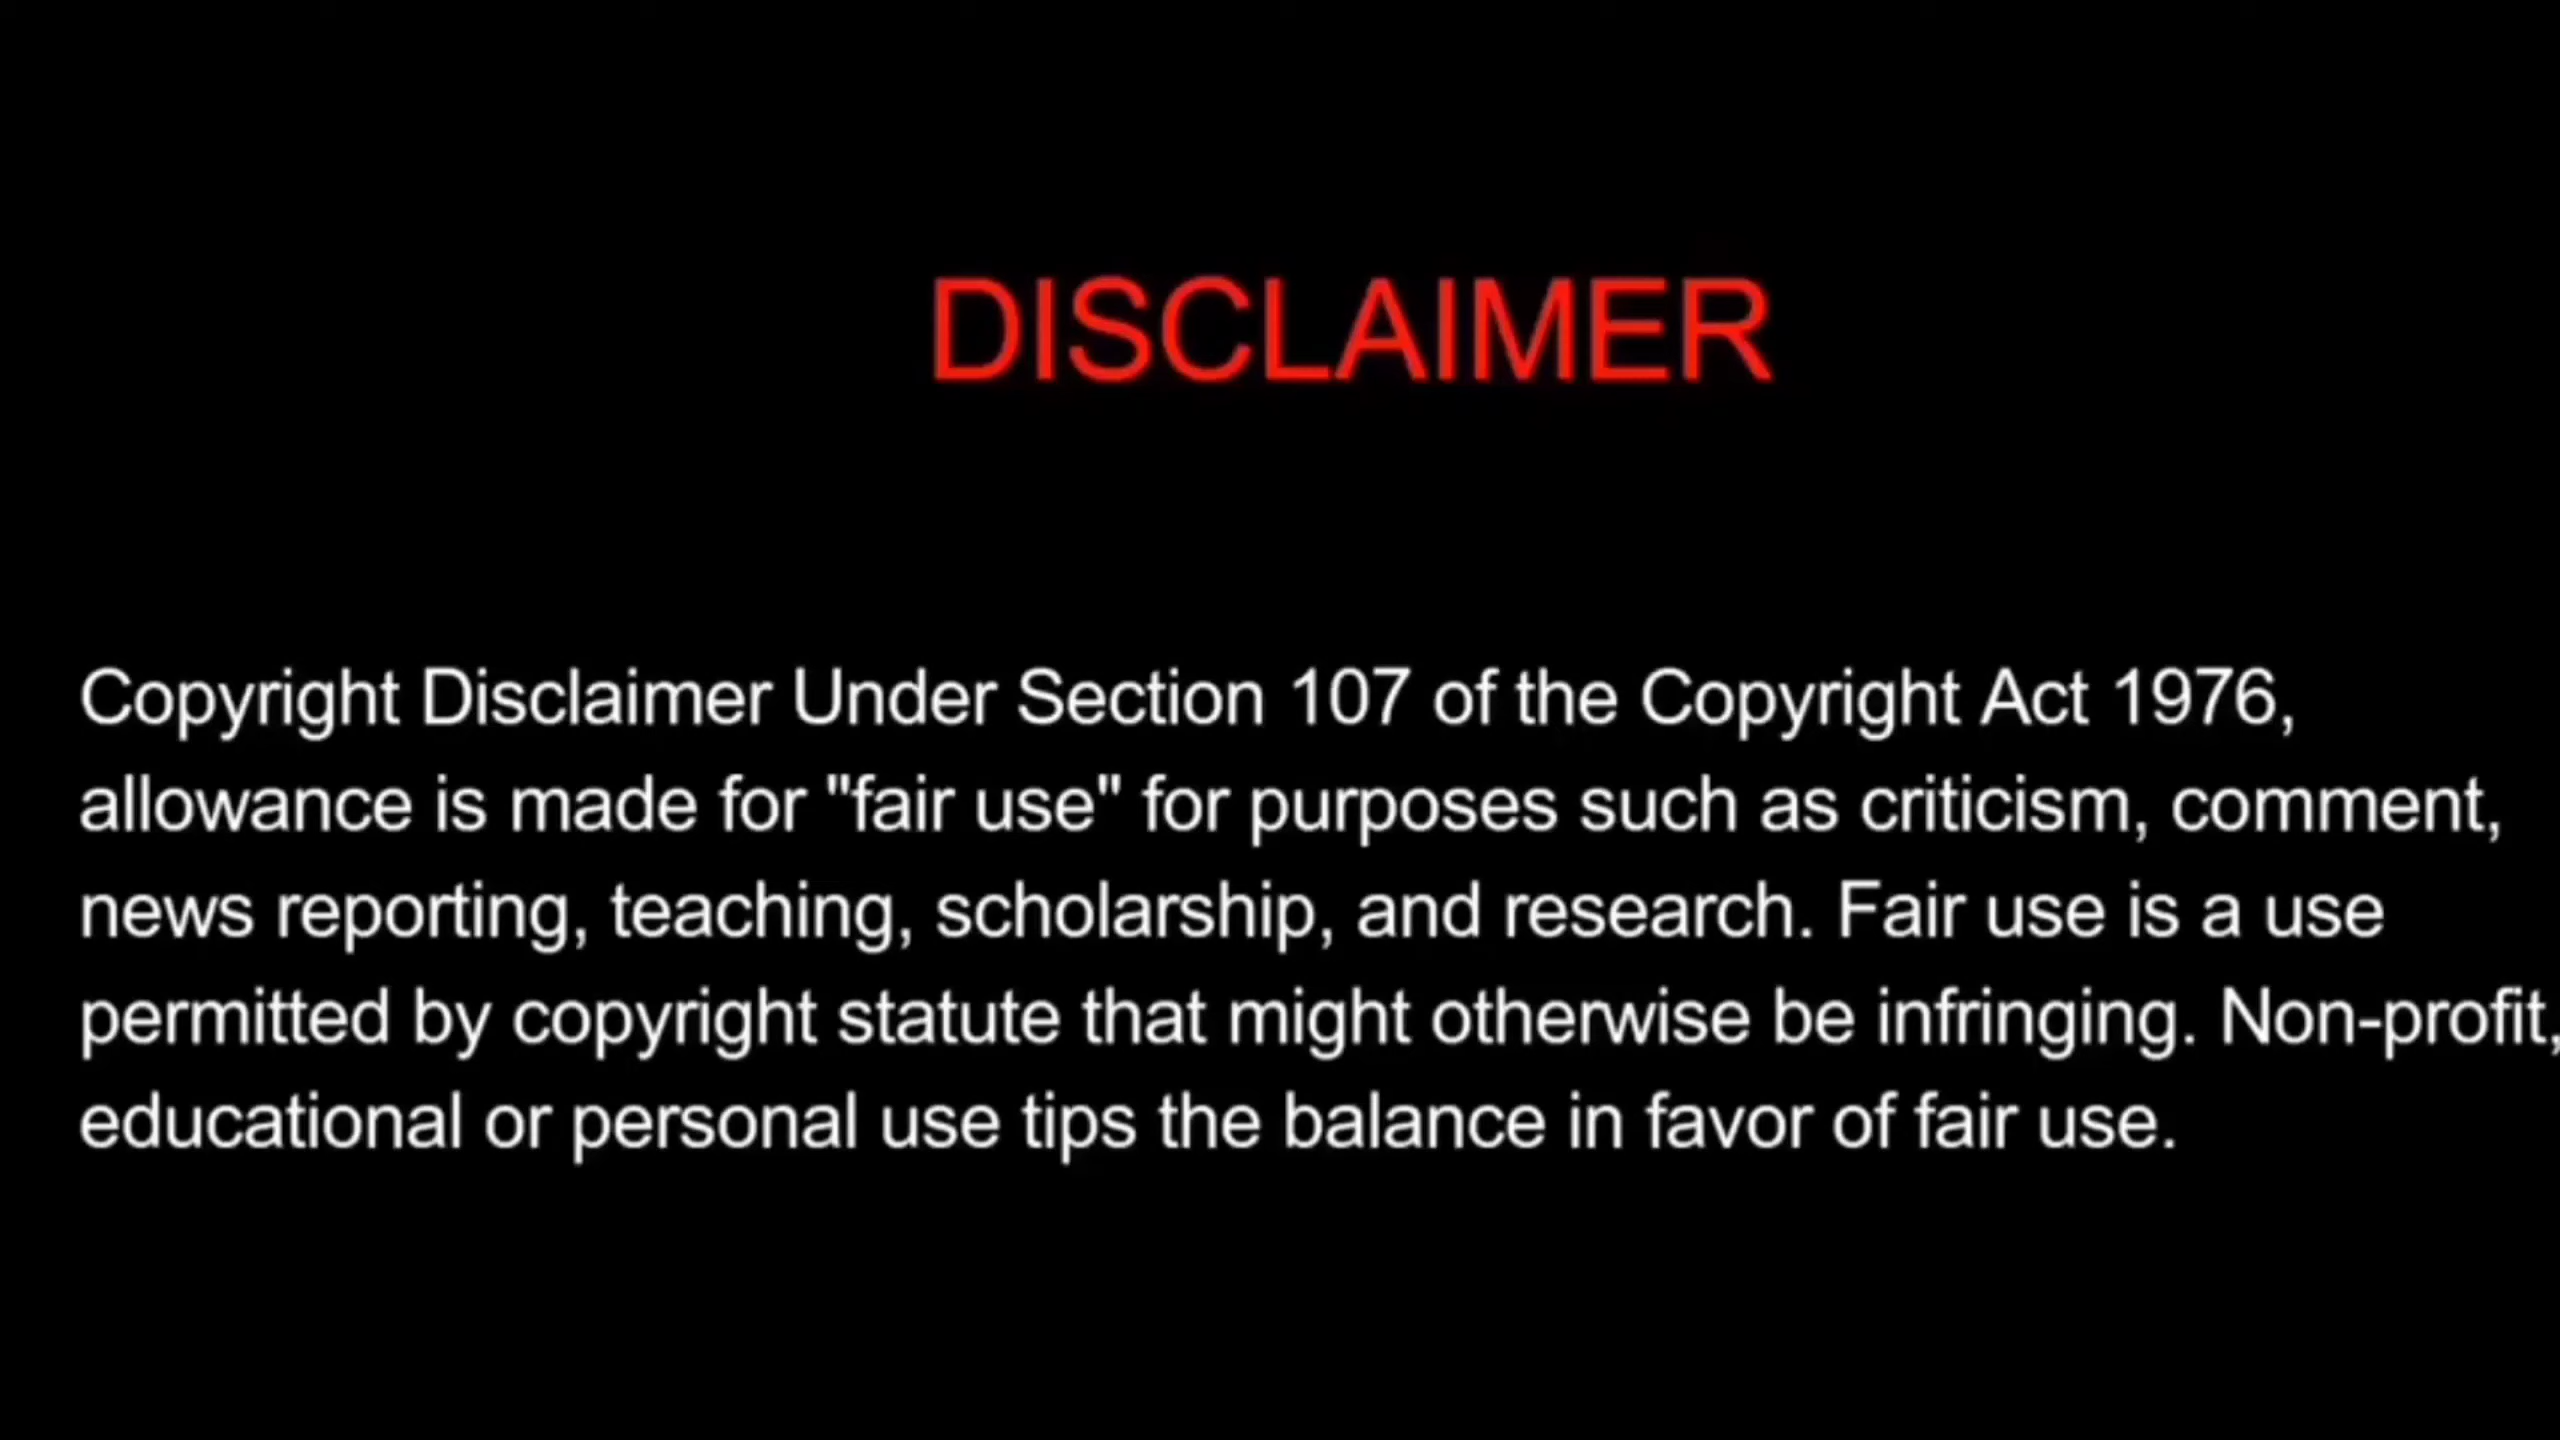 DISCLAIMER
Copyright Disclaimer Under Section 107 of the Copyright Act 1976,
allowance is made for "fair use" for purposes such as criticism, comment,
news reporting, teaching, scholarship, and research. Fair use is a use
permitted by copyright statute that might otherwise be infringing. Non-profit,
educational or personal use tips the balance in favor of fair use.